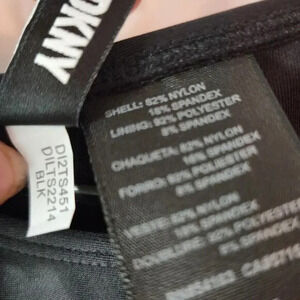 DKNY
DI2TS451
DILTS2214
BLK
SHELL: 82% NYLON
18% SPANDEX
LINING: 92% POLYESTER
8% SPANDEX
CHAQUETA: 82% NYLON
18% SPANDEX
FORRO: 92% POLIESTER
8% SPANDEX
VESTE: 82% NYLON
18% SPANDEX
DOUBLURE: 92% POLYESTER
8% SPANDEX